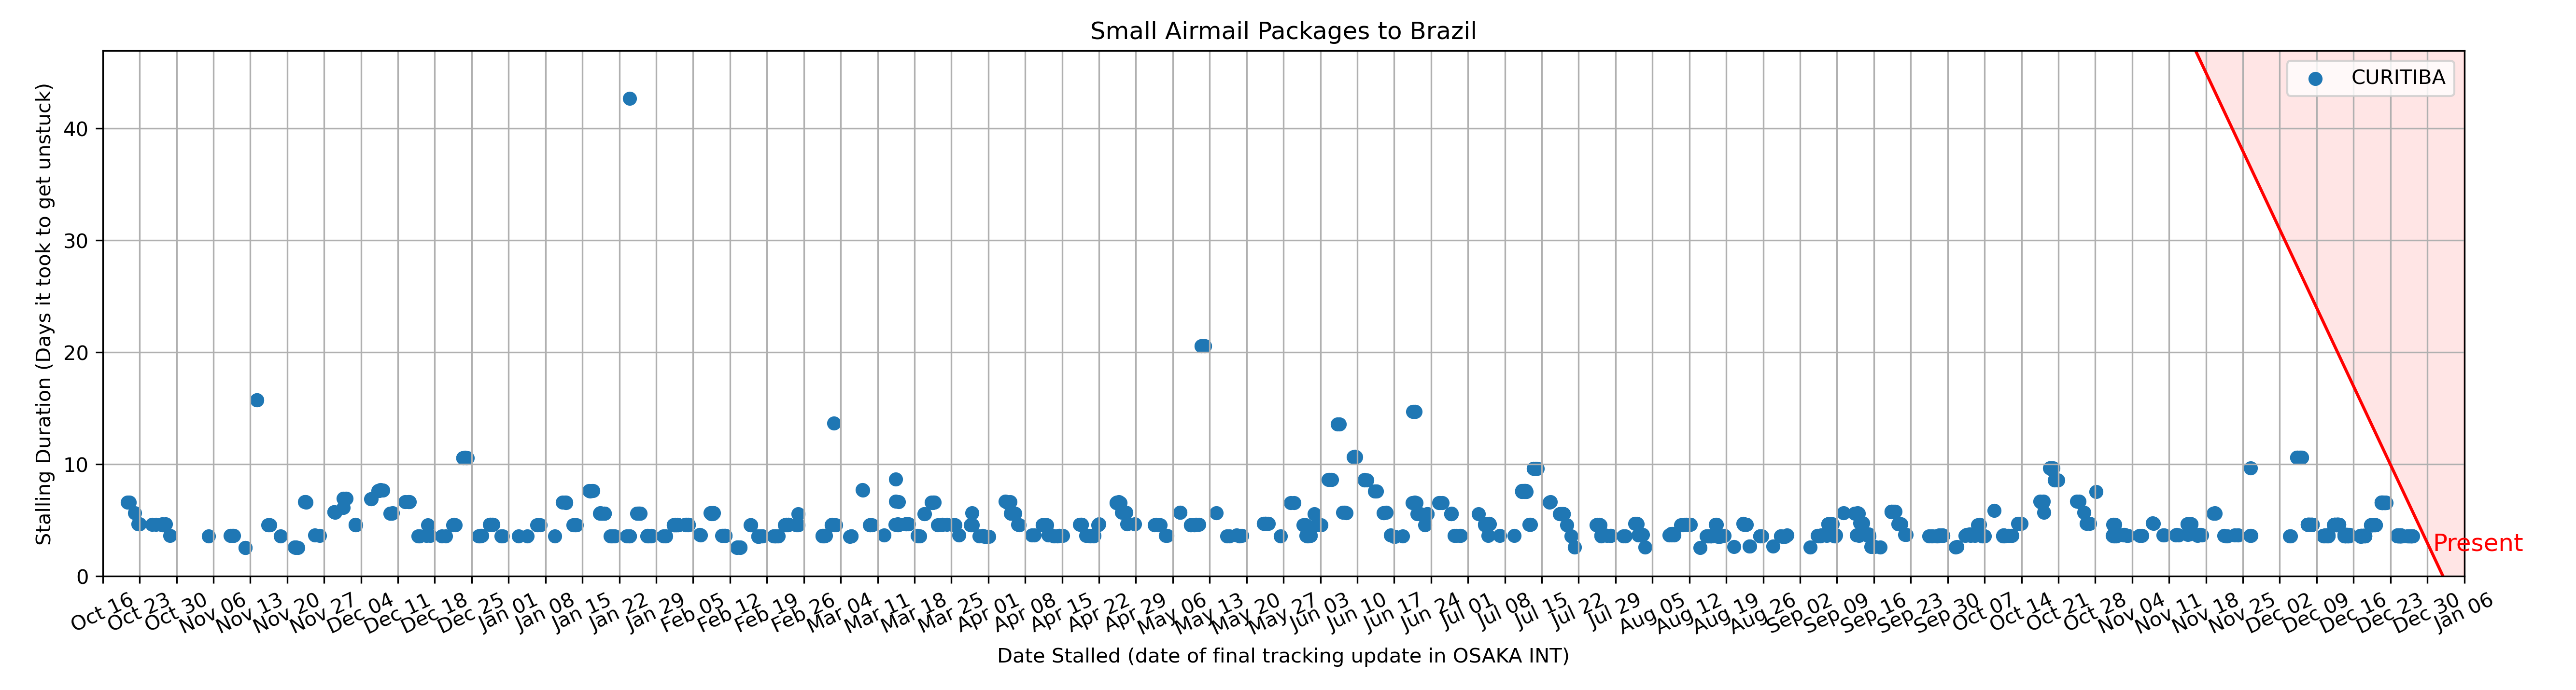 Small Airmail Packages to Brazil
CURITIBA
Stalling Duration (Days it took to get unstuck)
40
30
20
10
0
Present
Oct 16
Oct 23
Oct 30
Nov 06
Nov 13
Nov 20
Nov 27
Dec 04
Dec 11
Dec 18
Dec 25
Jan 01
Jan 08
Jan 15
Jan 22
Jan 29
Feb 05
Feb 12
Feb 19
Feb 26
Mar 04
Mar 11
Mar 18
Mar 25
Apr 01
Apr 08
Apr 15
Apr 22
Apr 29
May 06
May 13
May 20
May 27
Jun 03
Jun 10
Jun 17
Jun 24
Jul 01
Jul 08
Jul 15
Jul 22
Jul 29
Aug 05
Aug 12
Aug 19
Aug 26
Sep 02
Sep 09
Sep 16
Sep 23
Sep 30
Oct 07
Oct 14
Oct 21
Oct 28
Nov 04
Nov 11
Nov 18
Nov 25
Dec 02
Dec 09
Dec 16
Dec 23
Dec 30
Jan 06
Date Stalled (date of final tracking update in OSAKA INT)